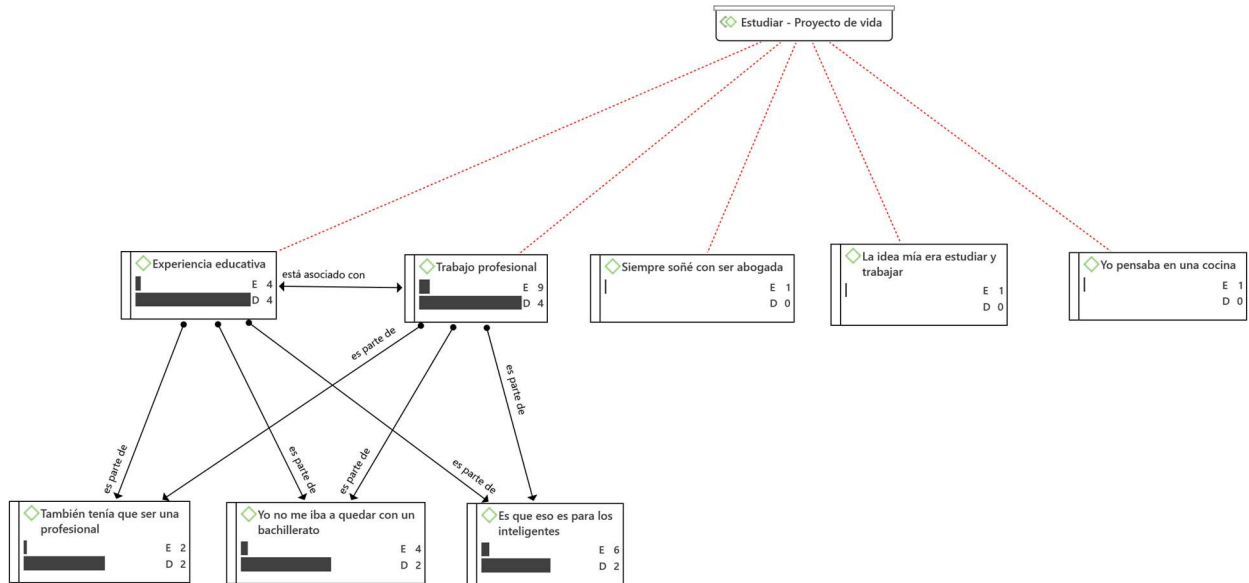 Estudiar - Proyecto de vida
Experiencia educativa
E 4
D 4
está asociado con
Trabajo profesional
E 9
D 4
Siempre soñé con ser abogada
E 1
D 0
La idea mía era estudiar y
trabajar
E 1
D 0
Yo pensaba en una cocina
E 1
D 0
es parte de
es parte de
es parte de
es parte de
es parte de
es parte de
También tenía que ser una
profesional
E 2
D 2
Yo no me iba a quedar con un
bachillerato
E 4
D 2
Es que eso es para los
inteligentes
E 6
D 2